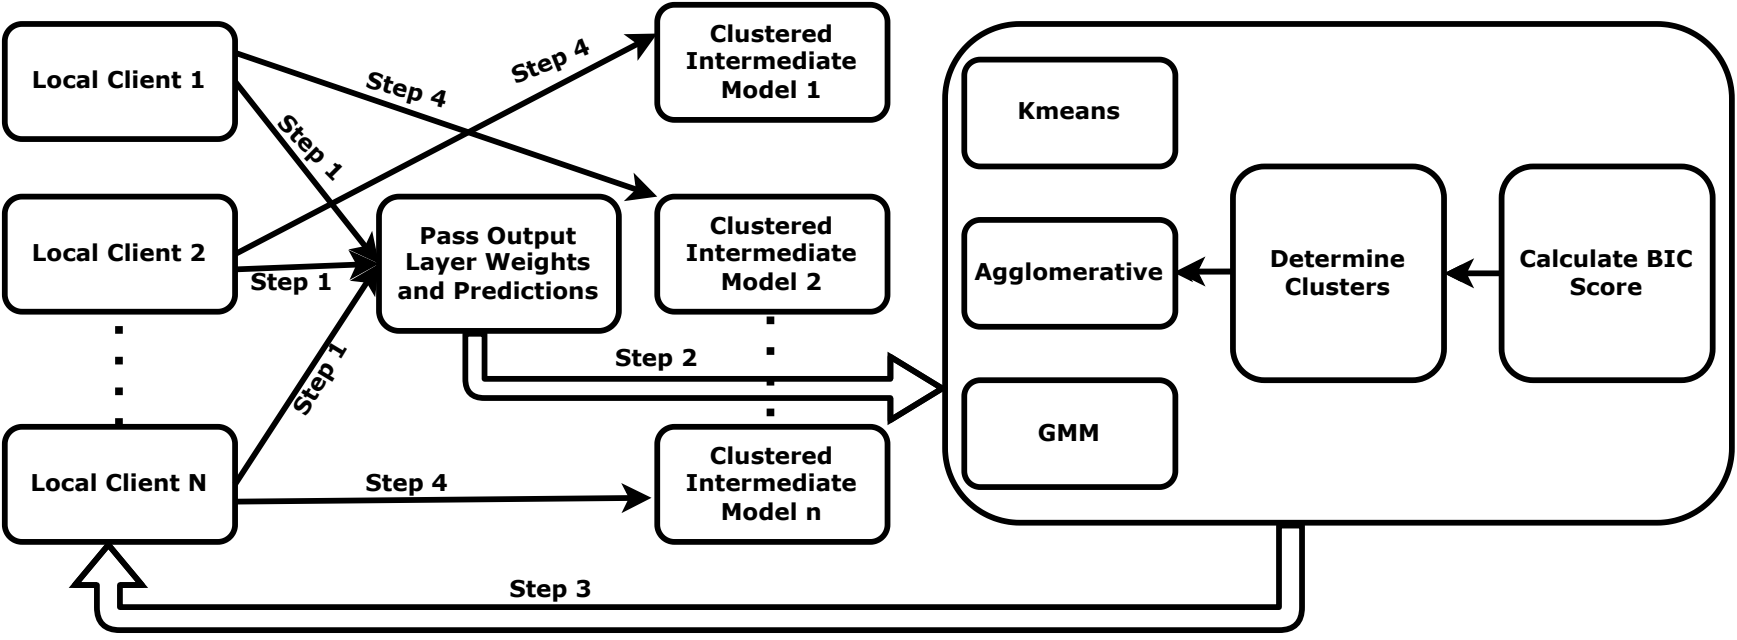 Local Client 1
Step 1
Step 4
Step 4
Clustered
Intermediate
Model 1
Local Client 2
Step 1
Pass Output
Layer Weights
and Predictions
Clustered
Intermediate
Model 2
Step 1
Step 2
Local Client N
Step 4
Clustered
Intermediate
Model n
Kmeans
Agglomerative
GMM
Determine
Clusters
Calculate BIC
Score
Step 3